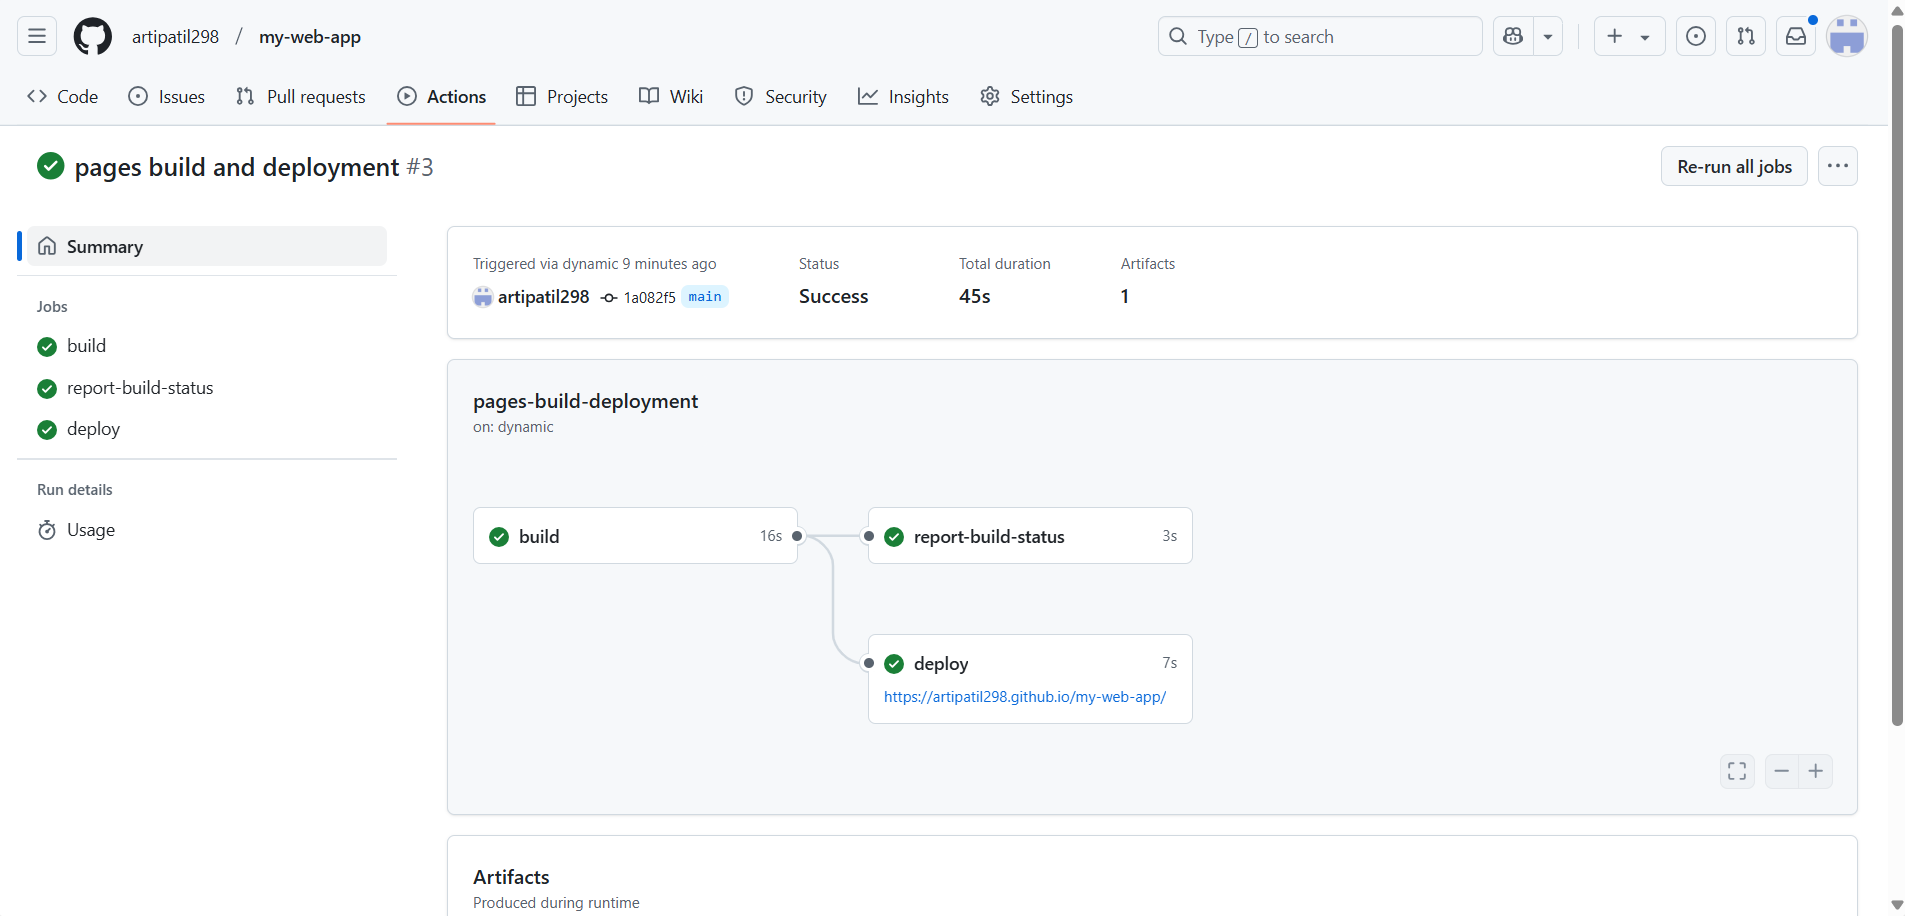 artipatil298 / my-web-app
Type / to search
Code
Issues
Pull requests
Actions
Projects
Wiki
Security
Insights
Settings
pages build and deployment #3
Re-run all jobs
Summary
Jobs
build
report-build-status
deploy
Run details
Usage
Triggered via dynamic 9 minutes ago
artipatil298 1a082f5 main
Status
Success
Total duration
45s
Artifacts
1
pages-build-deployment
on: dynamic
build 16s
report-build-status 3s
deploy 7s
https://artipatil298.github.io/my-web-app/
Artifacts
Produced during runtime